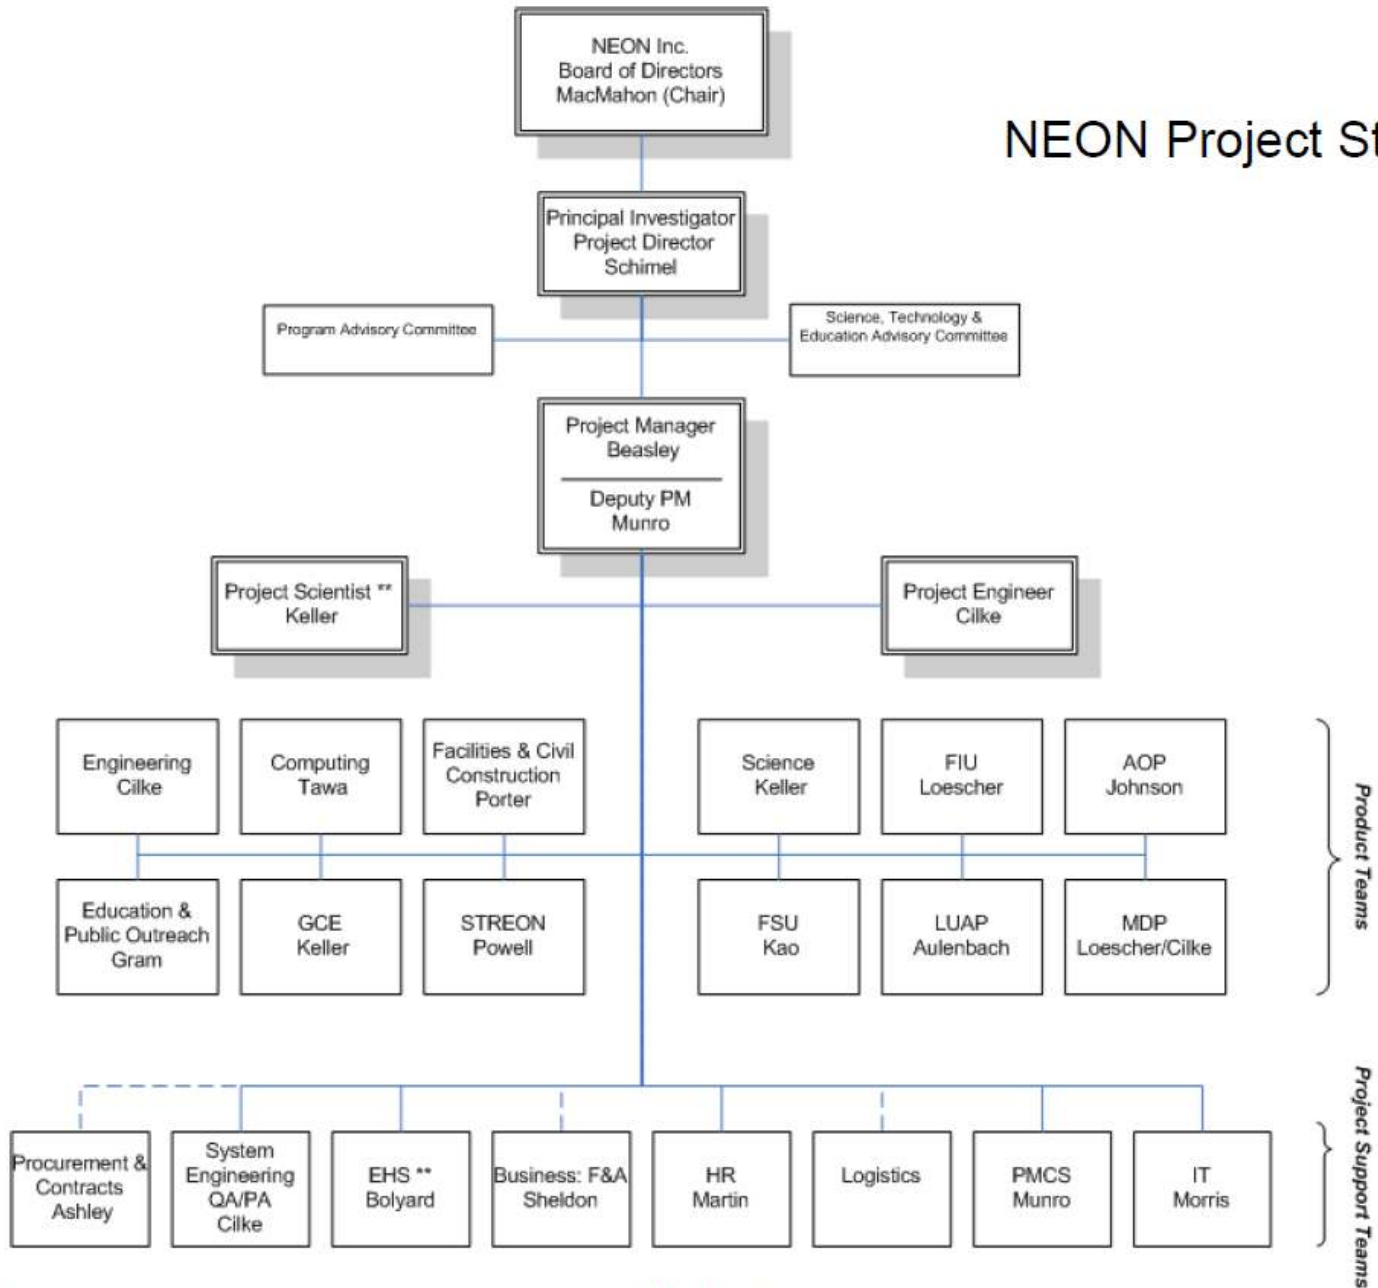 NEON Inc.
Board of Directors
MacMahon (Chair)
NEON Project
Principal Investigator
Project Director
Schimel
Program Advisory Committee
Science, Technology &
Education Advisory Committee
Project Manager
Beasley
Deputy PM
Munro
Project Scientist **
Keller
Project Engineer
Cilke
Engineering
Cilke
Computing
Tawa
Facilities & Civil
Construction
Porter
Science
Keller
FIU
Loescher
AOP
Johnson
Product Teams
Education &
Public Outreach
Gram
GCE
Keller
STREON
Powell
FSU
Kao
LUAP
Aulenbach
MDP
Loescher/Cilke
Procurement &
Contracts
Ashley
System
Engineering
QA/PA
Cilke
EHS **
Bolyard
Business: F&A
Sheldon
HR
Martin
Logistics
PMCS
Munro
IT
Morris
Project Support Teams